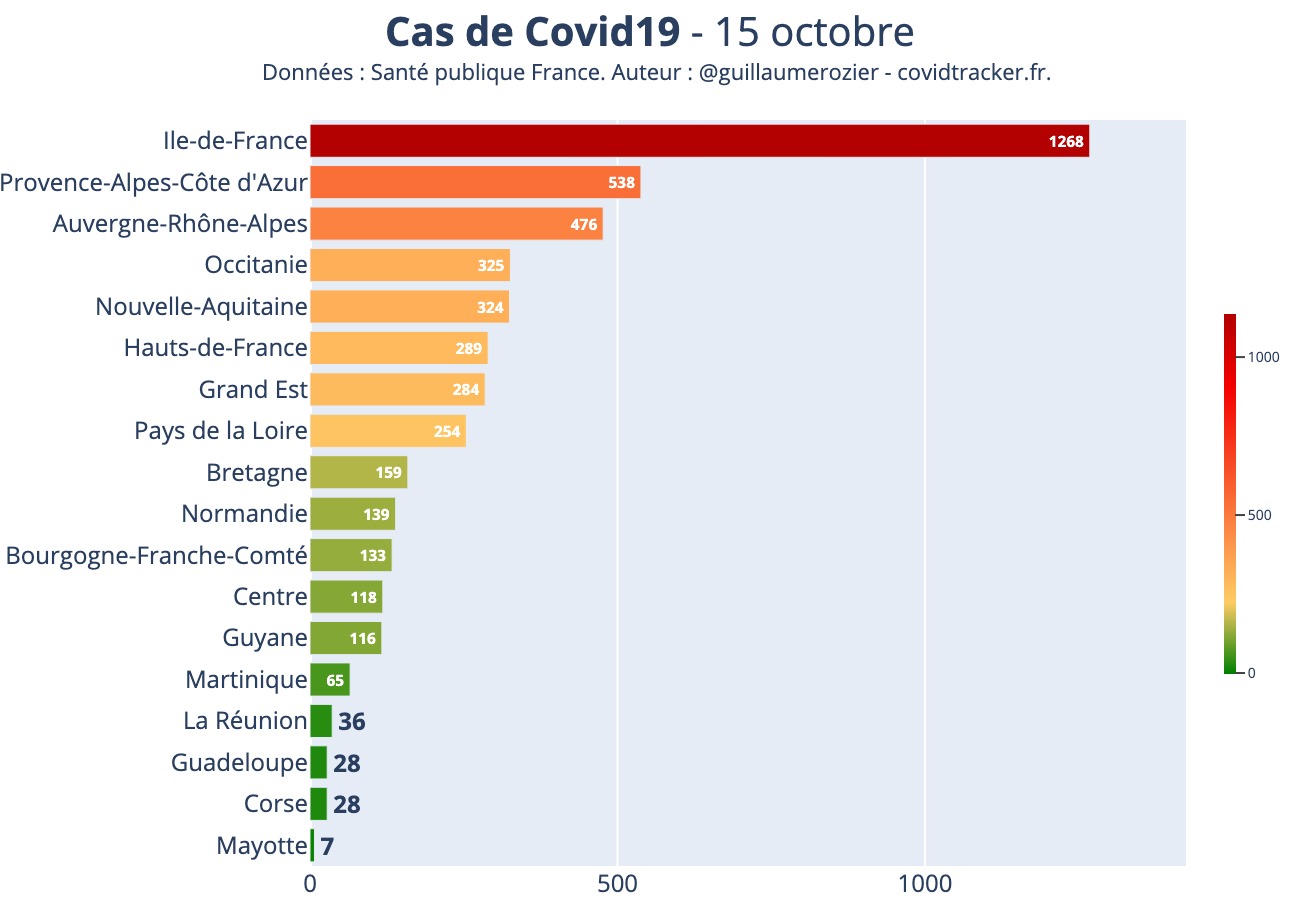 Cas de Covid19 - 15 octobre
Données : Santé publique France. Auteur : @guillaumerozier - covidtracker.fr.
Ile-de-France 1268
Provence-Alpes-Côte d'Azur 538
Auvergne-Rhône-Alpes 476
Occitanie 325
Nouvelle-Aquitaine 324
Hauts-de-France 289
Grand Est 284
Pays de la Loire 254
Bretagne 159
Normandie 139
Bourgogne-Franche-Comté 133
Centre 118
Guyane 116
Martinique 65
La Réunion 36
Guadeloupe 28
Corse 28
Mayotte 7
0 500 1000
1000
500
0